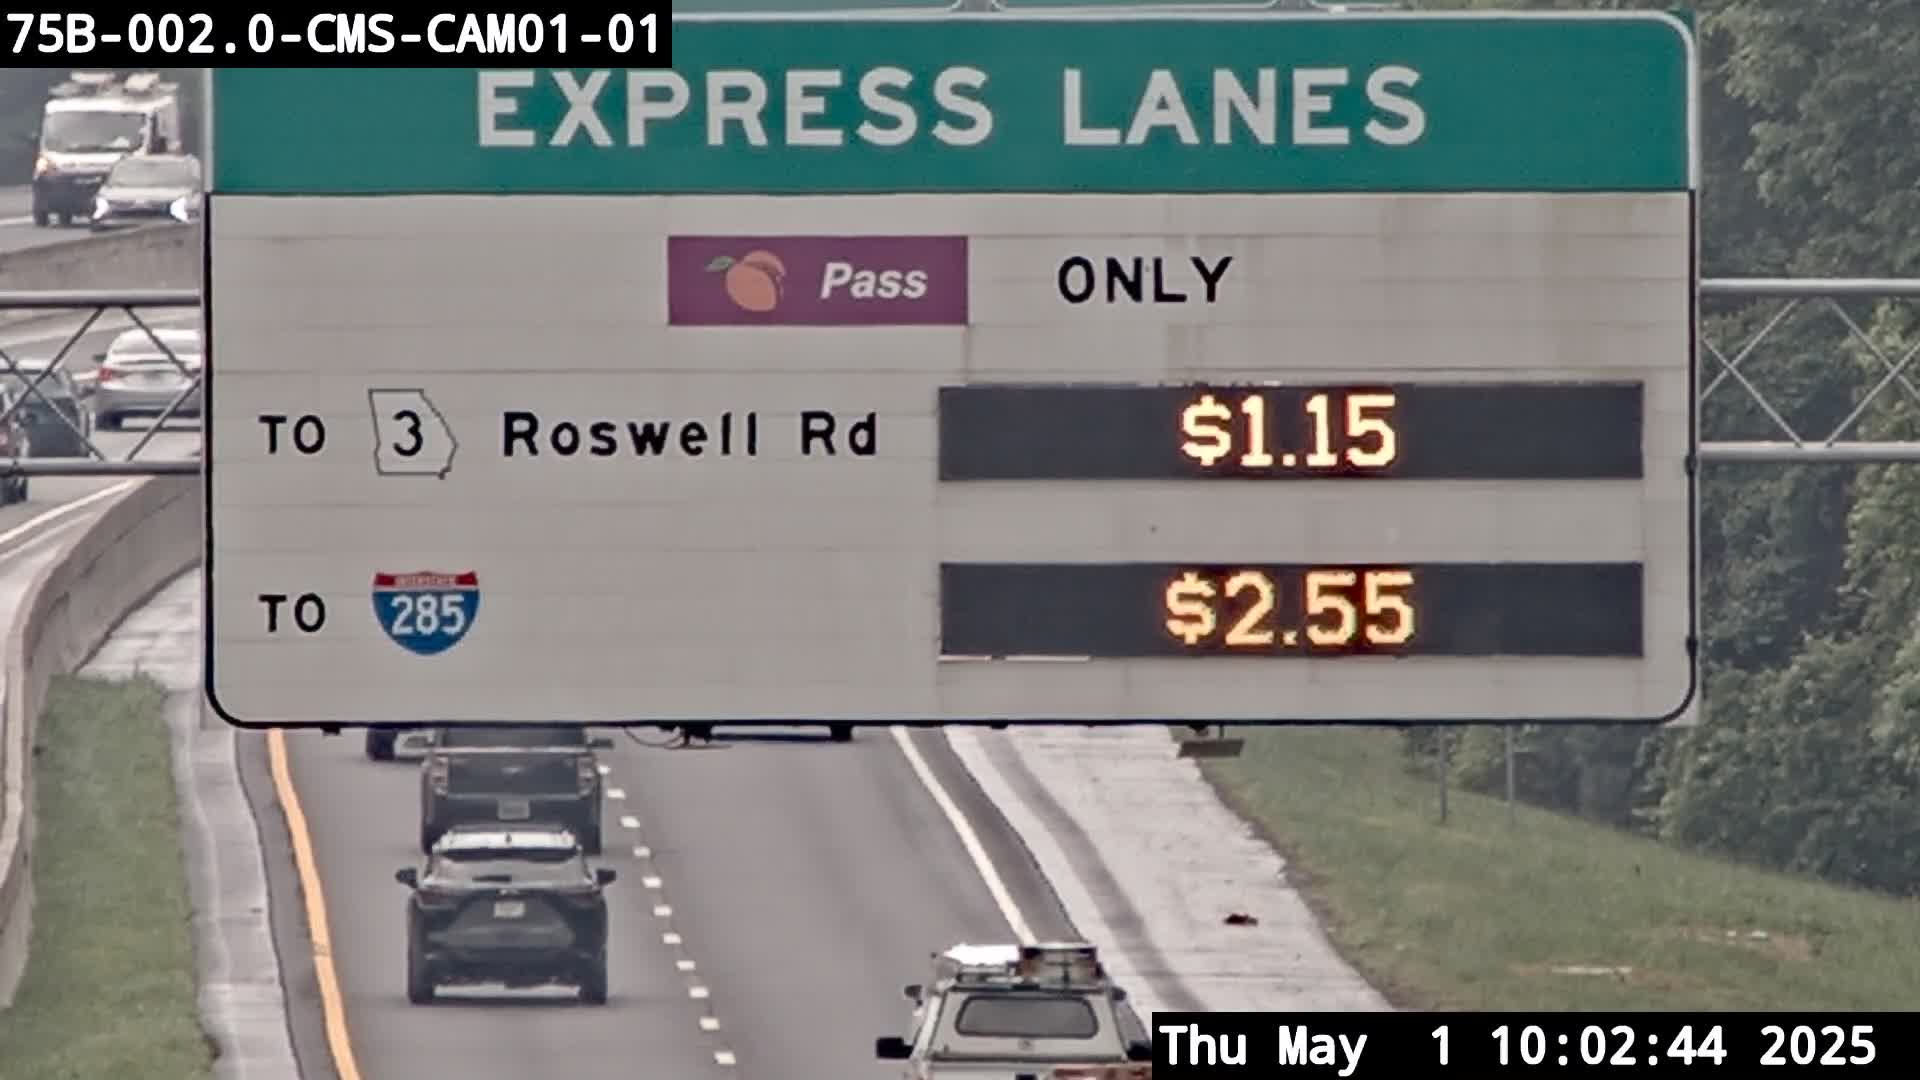 75B-002.0-CMS-CAM01-01
EXPRESS LANES
Pass ONLY
TO 3 Roswell Rd $1.15
INTERSTATE
TO 285 $2.55
Thu May 1 10:02:44 2025